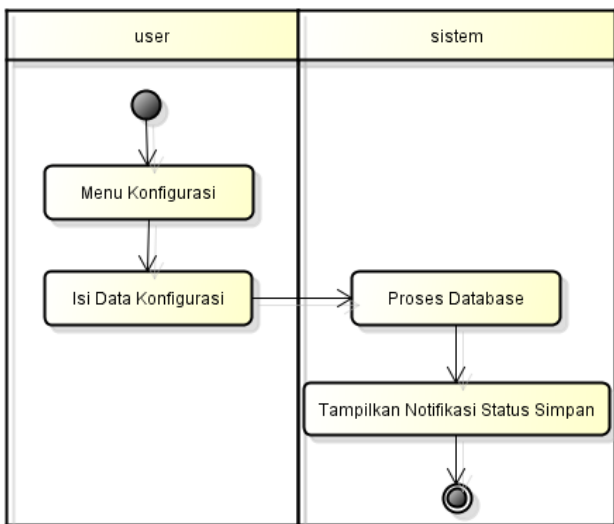 user
sistem
Menu Konfigurasi
Isi Data Konfigurasi
Proses Database
Tampilkan Notifikasi Status Simpan